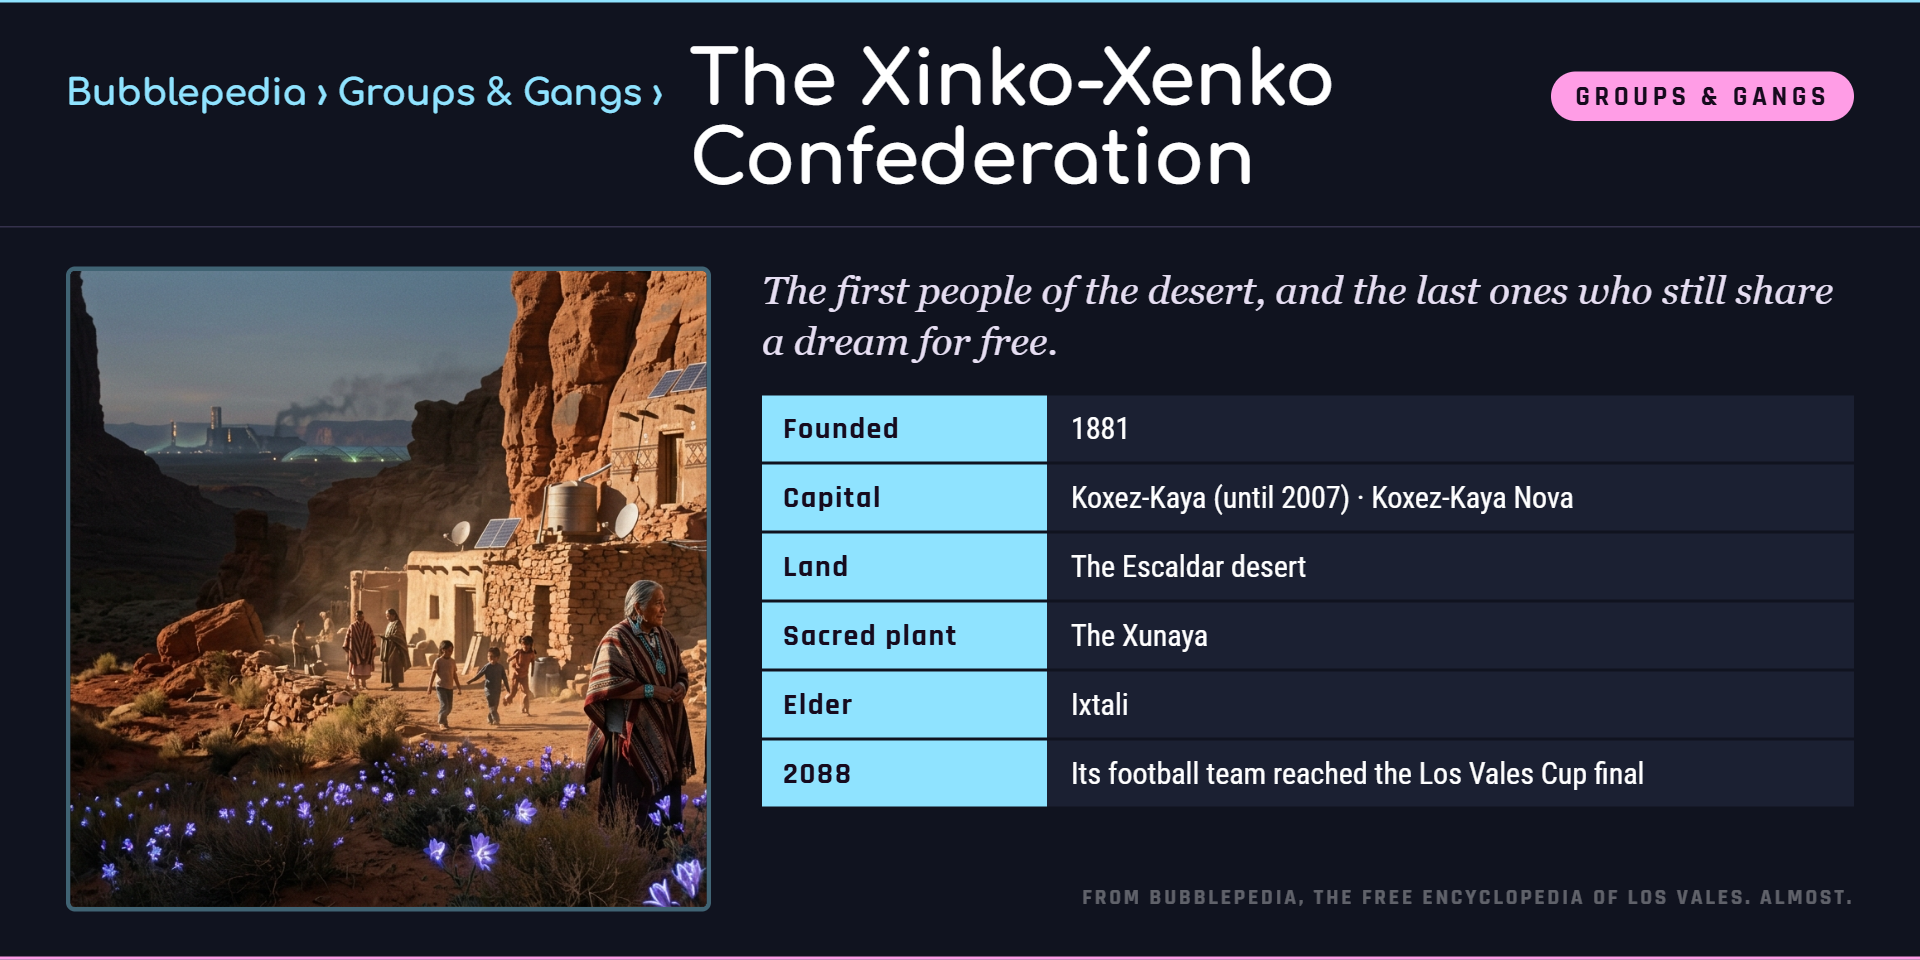 Bubblepedia › Groups & Gangs ›
The Xinko-Xenko
Confederation
GROUPS & GANGS
The first people of the desert, and the last ones who still share
a dream for free.
Founded 1881
Capital Koxez-Kaya (until 2007) · Koxez-Kaya Nova
Land The Escaldar desert
Sacred plant The Xunaya
Elder Ixtali
2088 Its football team reached the Los Vales Cup final
FROM BUBBLEPEDIA, THE FREE ENCYCLOPEDIA OF LOS VALES. ALMOST.